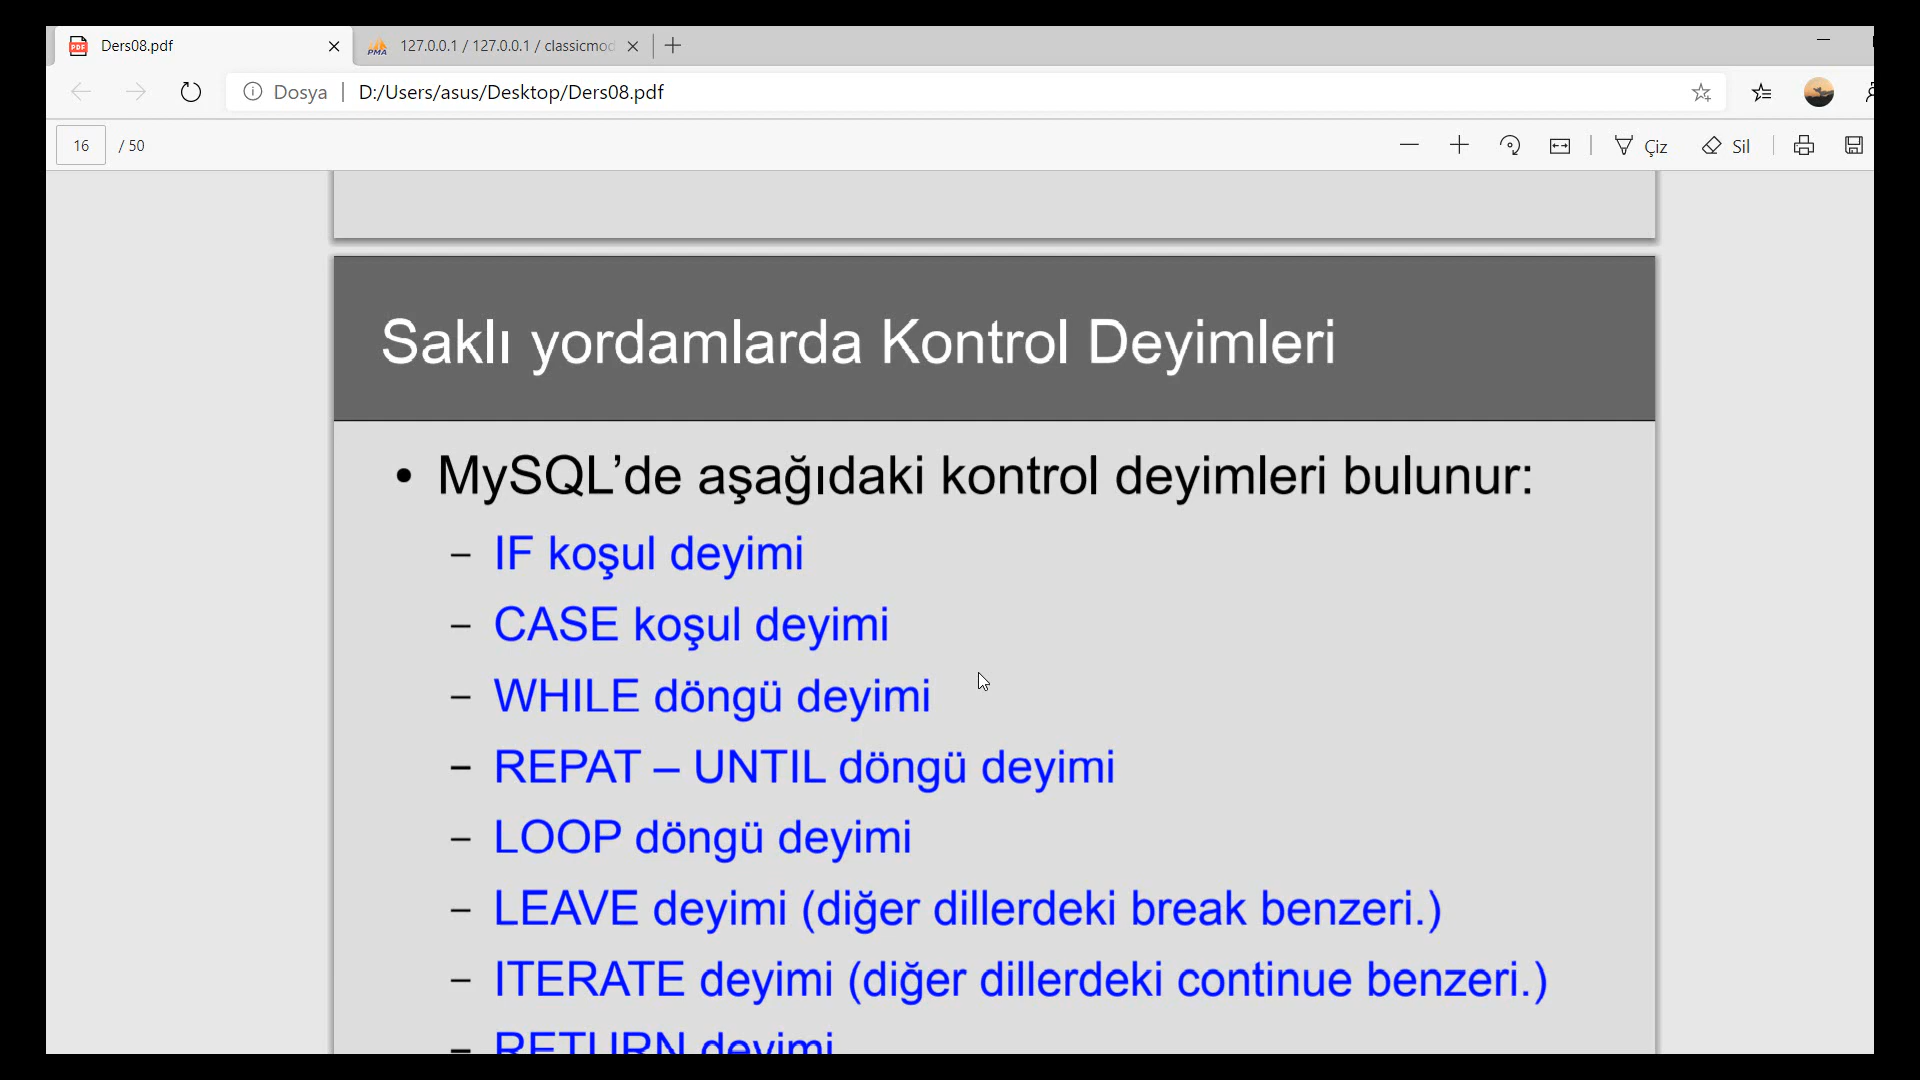 Ders08.pdf
127.0.0.1 / 127.0.0.1 / classicmod
Dosya | D:/Users/asus/Desktop/Ders08.pdf
16 / 50
Çiz
Sil
Saklı yordamlarda Kontrol Deyimleri
• MySQL’de aşağıdaki kontrol deyimleri bulunur:
– IF koşul deyimi
– CASE koşul deyimi
– WHILE döngü deyimi
– REPAT – UNTIL döngü deyimi
– LOOP döngü deyimi
– LEAVE deyimi (diğer dillerdeki break benzeri.)
– ITERATE deyimi (diğer dillerdeki continue benzeri.)
– RETURN deyimi